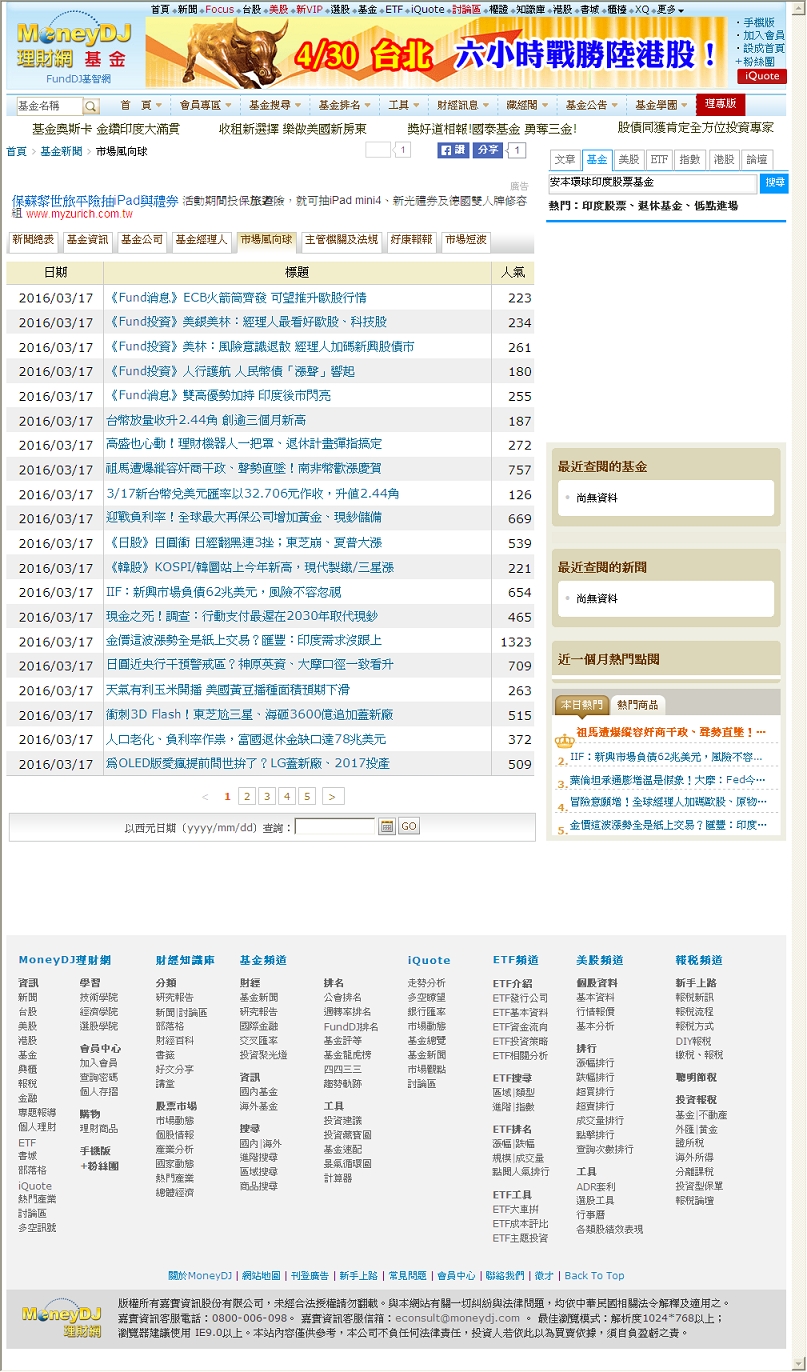 首頁 新聞 Focus 台股 美股 新VIP 選股 基金 ETF iQuote 討論區 權證 知識庫 港股 書城 櫃檯 XQ 更多
MoneyDJ
理財網 基金
FundDJ基智網
4/30 台北 六小時戰勝陸港股！
手機版
加入會員
設成首頁
+粉絲團
iQuote
基金名稱 首頁 會員專區 基金搜尋 基金排名 工具 財經訊息 藏經閣 基金公告 基金學園 理專版
基金奧斯卡 金鑽印度大滿貫 收租新選擇 樂做美國新房東 獎好道相報!國泰基金 勇奪三金! 股債同獲肯定全方位投資專家
首頁 > 基金新聞 > 市場風向球
1 讚 分享 1
文章 基金 美股 ETF 指數 港股 論壇
安本環球印度股票基金 搜尋
熱門：印度股票、退休基金、低點進場
廣告
保蘇黎世旅平險抽iPad與禮券 活動期間投保旅遊險，就可抽iPad mini4、新光禮券及德國雙人牌修容
組 www.myzurich.com.tw
新聞總表 基金資訊 基金公司 基金經理人 市場風向球 主管機關及法規 好康報報 市場短波
日期 標題 人氣
2016/03/17 《Fund消息》ECB火箭筒齊發 可望推升歐股行情 223
2016/03/17 《Fund投資》美銀美林：經理人最看好歐股、科技股 234
2016/03/17 《Fund投資》美林：風險意識退散 經理人加碼新興股債市 261
2016/03/17 《Fund投資》人行護航 人民幣債「漲聲」響起 180
2016/03/17 《Fund消息》雙高優勢加持 印度後市閃亮 255
2016/03/17 台幣放量收升2.44角 創逾三個月新高 187
2016/03/17 高盛也心動！理財機器人一把罩、退休計畫彈指搞定 272
2016/03/17 祖馬遭爆縱容奸商干政、聲勢直墜！南非幣歡漲慶賀 757
2016/03/17 3/17新台幣兌美元匯率以32.706元作收，升值2.44角 126
2016/03/17 迎戰負利率！全球最大再保公司增加黃金、現鈔儲備 669
2016/03/17 《日股》日圓衝 日經翻黑連3挫；東芝崩、夏普大漲 539
2016/03/17 《韓股》KOSPI/韓圜站上今年新高，現代製鐵/三星漲 221
2016/03/17 IIF：新興市場負債62兆美元，風險不容忽視 654
2016/03/17 現金之死！調查：行動支付最遲在2030年取代現鈔 465
2016/03/17 金價這波漲勢全是紙上交易？匯豐：印度需求沒跟上 1323
2016/03/17 日圓近央行干預警戒區？神原英資、大摩口徑一致看升 709
2016/03/17 天氣有利玉米開播 美國黃豆播種面積預期下滑 263
2016/03/17 衝刺3D Flash！東芝尬三星、海砸3600億追加蓋新廠 515
2016/03/17 人口老化、負利率作祟，富國退休金缺口達78兆美元 372
2016/03/17 為OLED版愛瘋提前問世拚了？LG蓋新廠、2017投產 509
< 1 2 3 4 5 >
以西元日期（yyyy/mm/dd）查詢： GO
最近查閱的基金
尚無資料
最近查閱的新聞
尚無資料
近一個月熱門點閱
本日熱門 熱門商品
祖馬遭爆縱容奸商干政、聲勢直墜！…
2. IIF：新興市場負債62兆美元，風險不容…
3. 葉倫坦承通膨增溫是假象！大摩：Fed今…
4. 冒險意願增！全球經理人加碼歐股、原物…
5. 金價這波漲勢全是紙上交易？匯豐：印度…
MoneyDJ理財網
資訊
新聞
台股
美股
港股
基金
興櫃
報稅
金融
專題報導
個人理財
ETF
書城
部落格
iQuote
熱門產業
討論區
多空訊號
學習
技術學院
經濟學院
選股學院
會員中心
加入會員
查詢密碼
個人存摺
購物
理財商品
手機版
+粉絲團
財經知識庫
分類
研究報告
新聞|討論區
部落格
財經百科
書籤
好文分享
講堂
股票市場
市場動態
個股情報
產業分析
國家動態
熱門產業
總體經濟
基金頻道
財經
基金新聞
研究報告
國際金融
交叉匯率
投資聚光燈
資訊
國內基金
海外基金
搜尋
國內|海外
進階搜尋
區域搜尋
商品搜尋
排名
公會排名
週轉率排名
FundDJ排名
基金評等
基金龍虎榜
四四三三
趨勢軌跡
工具
投資建議
投資藏寶圖
基金速配
景氣循環圖
計算器
iQuote
走勢分析
多空瞭望
銀行匯率
市場動態
基金總覽
基金新聞
市場觀點
討論區
ETF頻道
ETF介紹
ETF發行公司
ETF基本資料
ETF資金流向
ETF投資策略
ETF相關分析
ETF搜尋
區域|類型
進階|指數
ETF排名
漲幅|跌幅
規模|成交量
點閱人氣排行
ETF工具
ETF大車拚
ETF成本評比
ETF主題投資
美股頻道
個股資料
基本資料
行情報價
基本分析
排行
漲幅排行
跌幅排行
超買排行
超賣排行
成交量排行
點擊排行
查詢次數排行
工具
ADR套利
選股工具
行事曆
各類股績效表現
報稅頻道
新手上路
報稅新訊
報稅流程
報稅方式
DIY報稅
繳稅、報稅
聰明節稅
投資報稅
基金|不動產
外匯|黃金
證所稅
海外所得
分離課稅
投資型保單
報稅論壇
關於MoneyDJ | 網站地圖 | 刊登廣告 | 新手上路 | 常見問題 | 會員中心 | 聯絡我們 | 徵才 | Back To Top
MoneyDJ
理財網
版權所有嘉實資訊股份有限公司，未經合法授權請勿翻載。與本網站有關一切糾紛與法律問題，均依中華民國相關法令解釋及適用之。
嘉實資訊客服電話：0800-006-098。 嘉實資訊客服信箱：econsult@moneydj.com 。 最佳瀏覽模式：解析度1024*768以上；
瀏覽器建議使用 IE9.0以上。本站內容僅供參考，本公司不負任何法律責任，投資人若依此以為買賣依據，須自負盈虧之責。